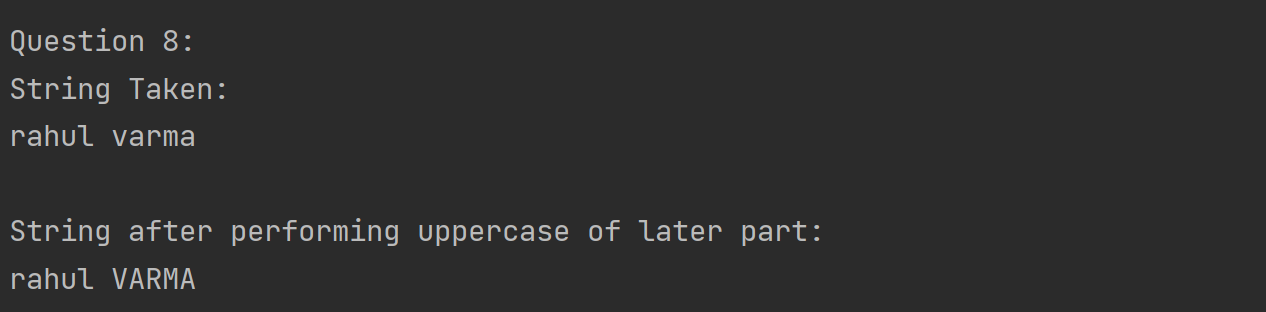 Question 8:
String Taken:
rahul varma
String after performing uppercase of later part:
rahul VARMA